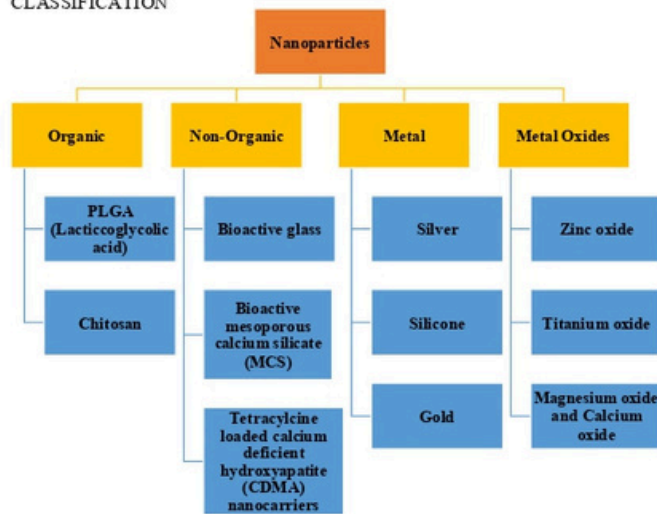 CLASSIFICATION
Nanoparticles
Organic
Non-Organic
Metal
Metal Oxides
PLGA
(Lacticcoglycolic
acid)
Bioactive glass
Silver
Zinc oxide
Chitosan
Bioactive
mesoporous
calcium silicate
(MCS)
Silicone
Titanium oxide
Tetracylcine
loaded calcium
deficient
hydroxyapatite
(CDMA)
nanocarriers
Gold
Magnesium oxide
and Calcium
oxide